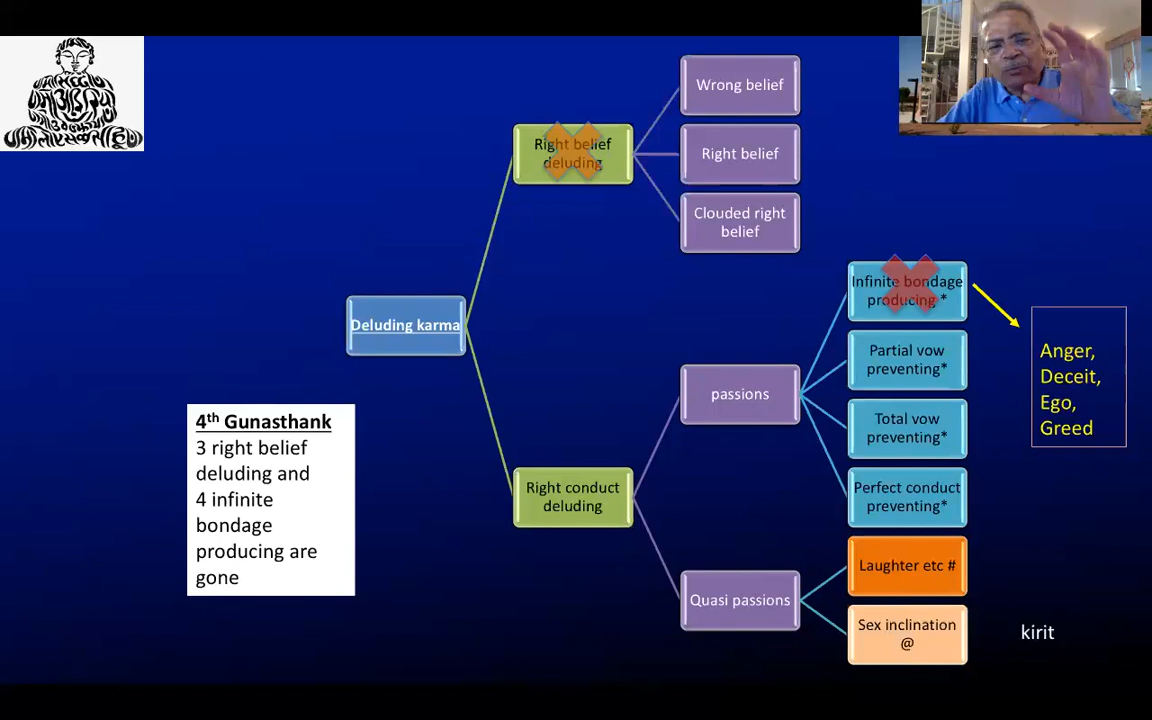 Wrong belief
Right belief
deluding
Right belief
Clouded right
belief
Infinite bondage
producing *
Anger,
Deceit,
Ego,
Greed
Deluding karma
Partial vow
preventing*
passions
Total vow
preventing*
4th Gunasthank
3 right belief
deluding and
4 infinite
bondage
producing are
gone
Right conduct
deluding
Perfect conduct
preventing*
Laughter etc #
Quasi passions
Sex inclination
@
kirit